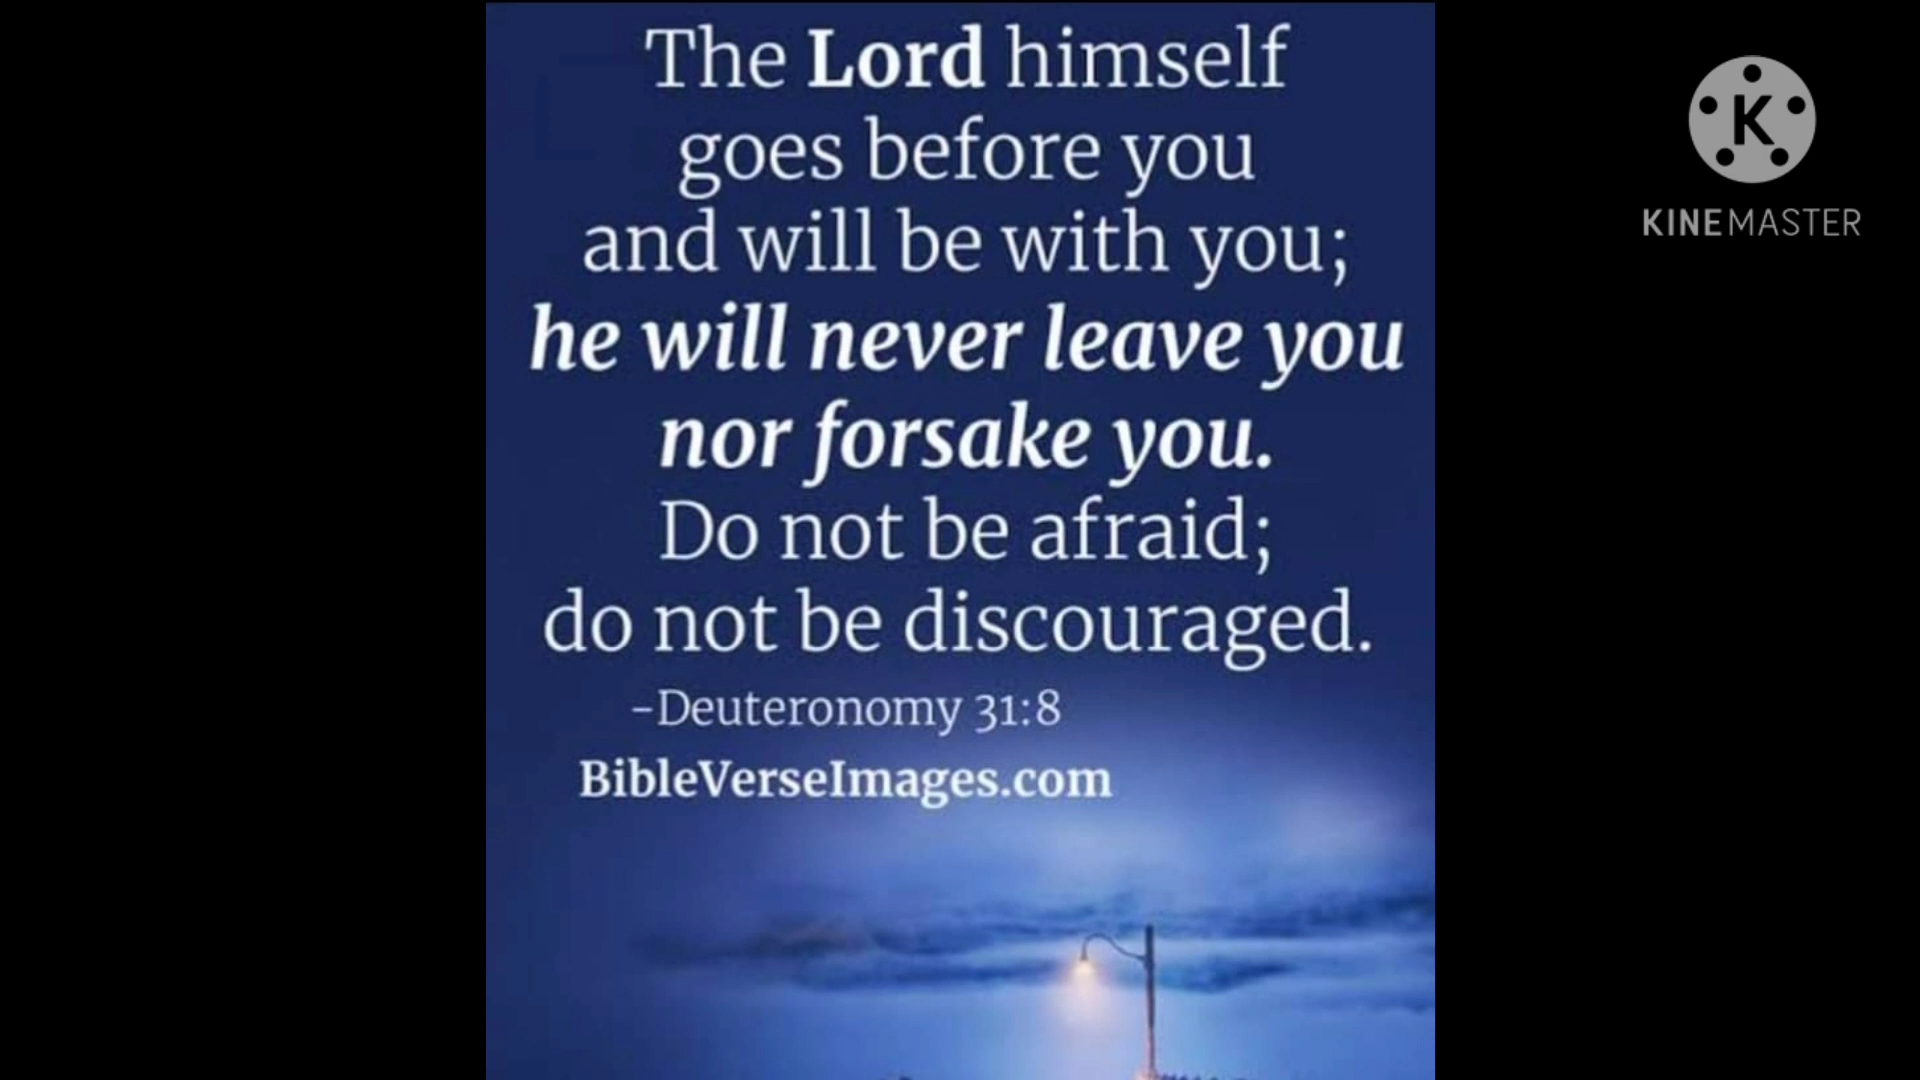 The Lord himself
goes before you
and will be with you;
he will never leave you
nor forsake you.
Do not be afraid;
do not be discouraged.
-Deuteronomy 31:8
BibleVerseImages.com
K
KINEMASTER